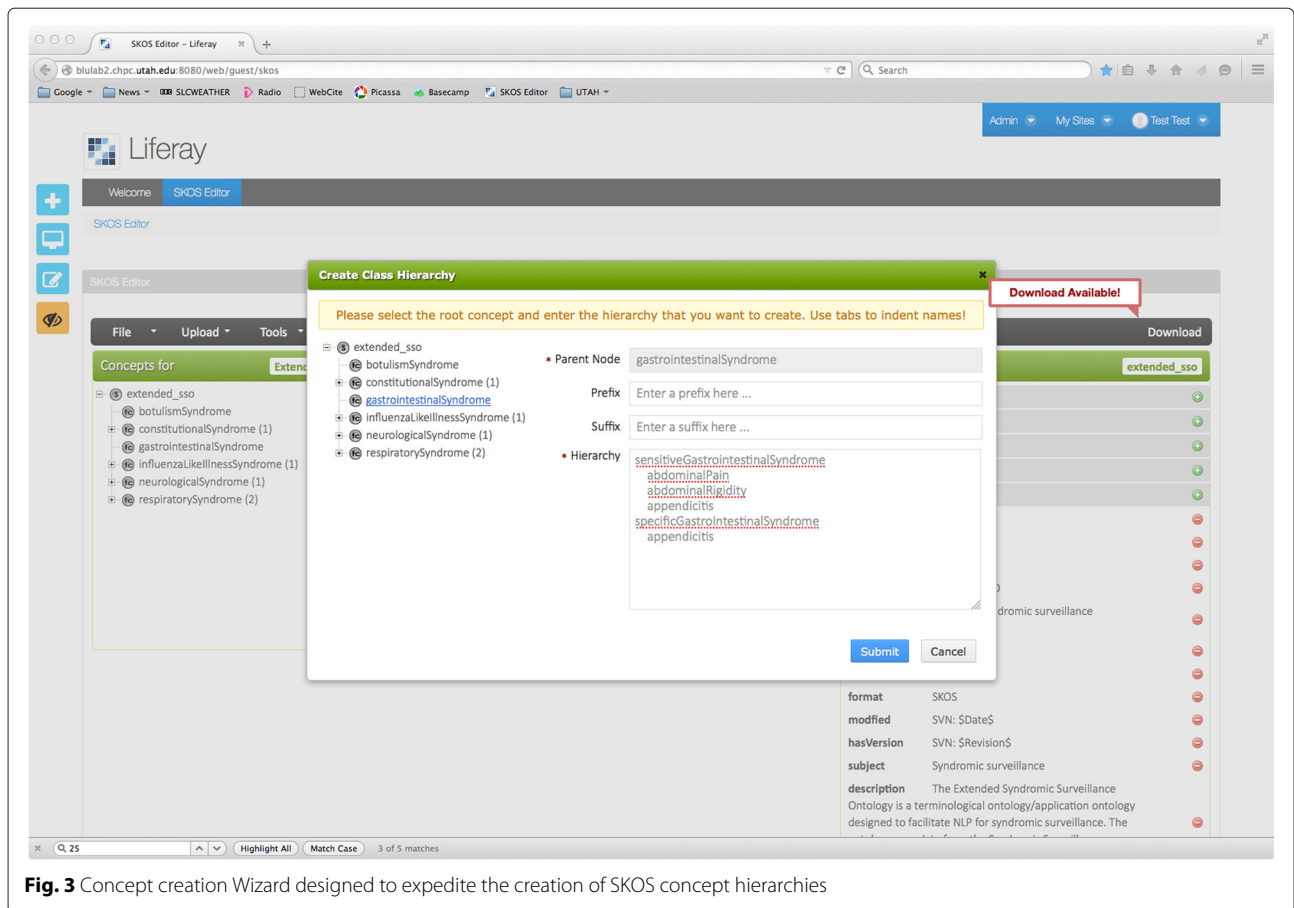 SKOS Editor – Liferay
blulab2.chpc.utah.edu:8080/web/guest/skos
Search
Google News SLCWEATHER Radio WebCite Picassa Basecamp SKOS Editor UTAH
Admin My Sites Test Test
Liferay
Welcome SKOS Editor
SKOS Editor
SKOS Editor
Create Class Hierarchy
Download Available!
Please select the root concept and enter the hierarchy that you want to create. Use tabs to indent names!
File Upload Tools
Download
Concepts for
extended_sso
extended_sso
botulismSyndrome
constitutionalSyndrome (1)
gastrointestinalSyndrome
influenzaLikeIllnessSyndrome (1)
neurologicalSyndrome (1)
respiratorySyndrome (2)
extended_sso
botulismSyndrome
constitutionalSyndrome (1)
gastrointestinalSyndrome
influenzaLikeIllnessSyndrome (1)
neurologicalSyndrome (1)
respiratorySyndrome (2)
* Parent Node gastrointestinalSyndrome
Prefix Enter a prefix here ...
Suffix Enter a suffix here ...
* Hierarchy
sensitiveGastrointestinalSyndrome
abdominalPain
abdominalRigidity
appendicitis
specificGastroIntestinalSyndrome
appendicitis
dromic surveillance
Submit Cancel
format SKOS
modfied SVN: $Date$
hasVersion SVN: $Revision$
subject Syndromic surveillance
description The Extended Syndromic Surveillance
Ontology is a terminological ontology/application ontology
designed to facilitate NLP for syndromic surveillance. The
25 Highlight All Match Case 3 of 5 matches
Fig. 3 Concept creation Wizard designed to expedite the creation of SKOS concept hierarchies